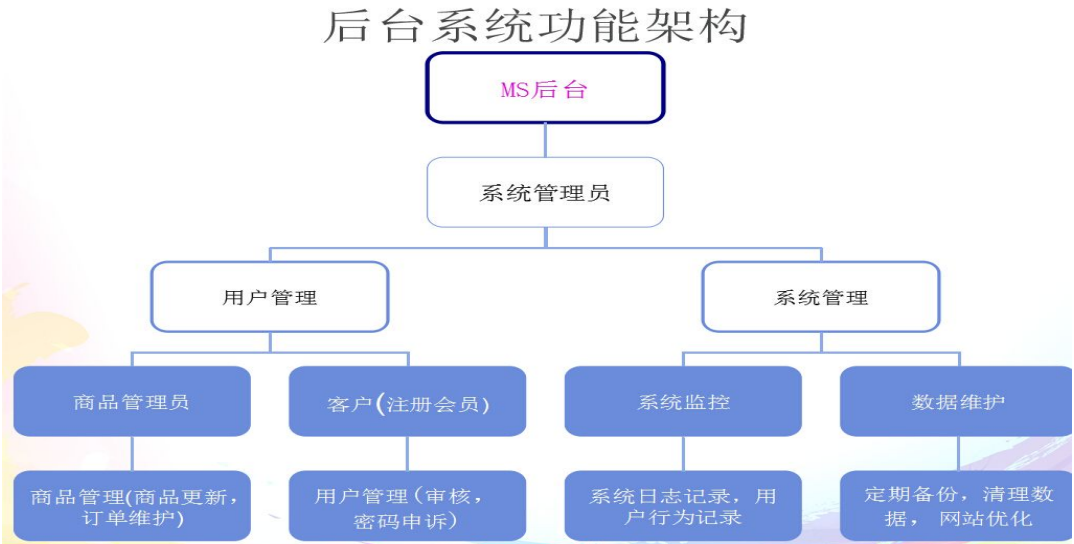 后台系统功能架构
MS后台
系统管理员
用户管理
系统管理
商品管理员
客户(注册会员)
系统监控
数据维护
商品管理(商品更新，
订单维护)
用户管理（审核，
密码申诉）
系统日志记录，用
户行为记录
定期备份，清理数
据， 网站优化